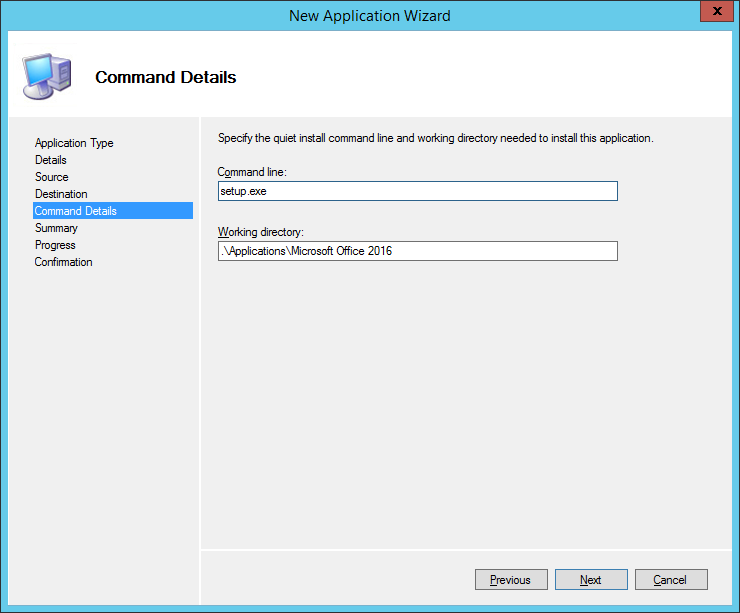 New Application Wizard
x
Command Details
Application Type
Details
Source
Destination
Command Details
Summary
Progress
Confirmation
Specify the quiet install command line and working directory needed to install this application.
Command line:
setup.exe
Working directory:
.\Applications\Microsoft Office 2016
Previous
Next
Cancel